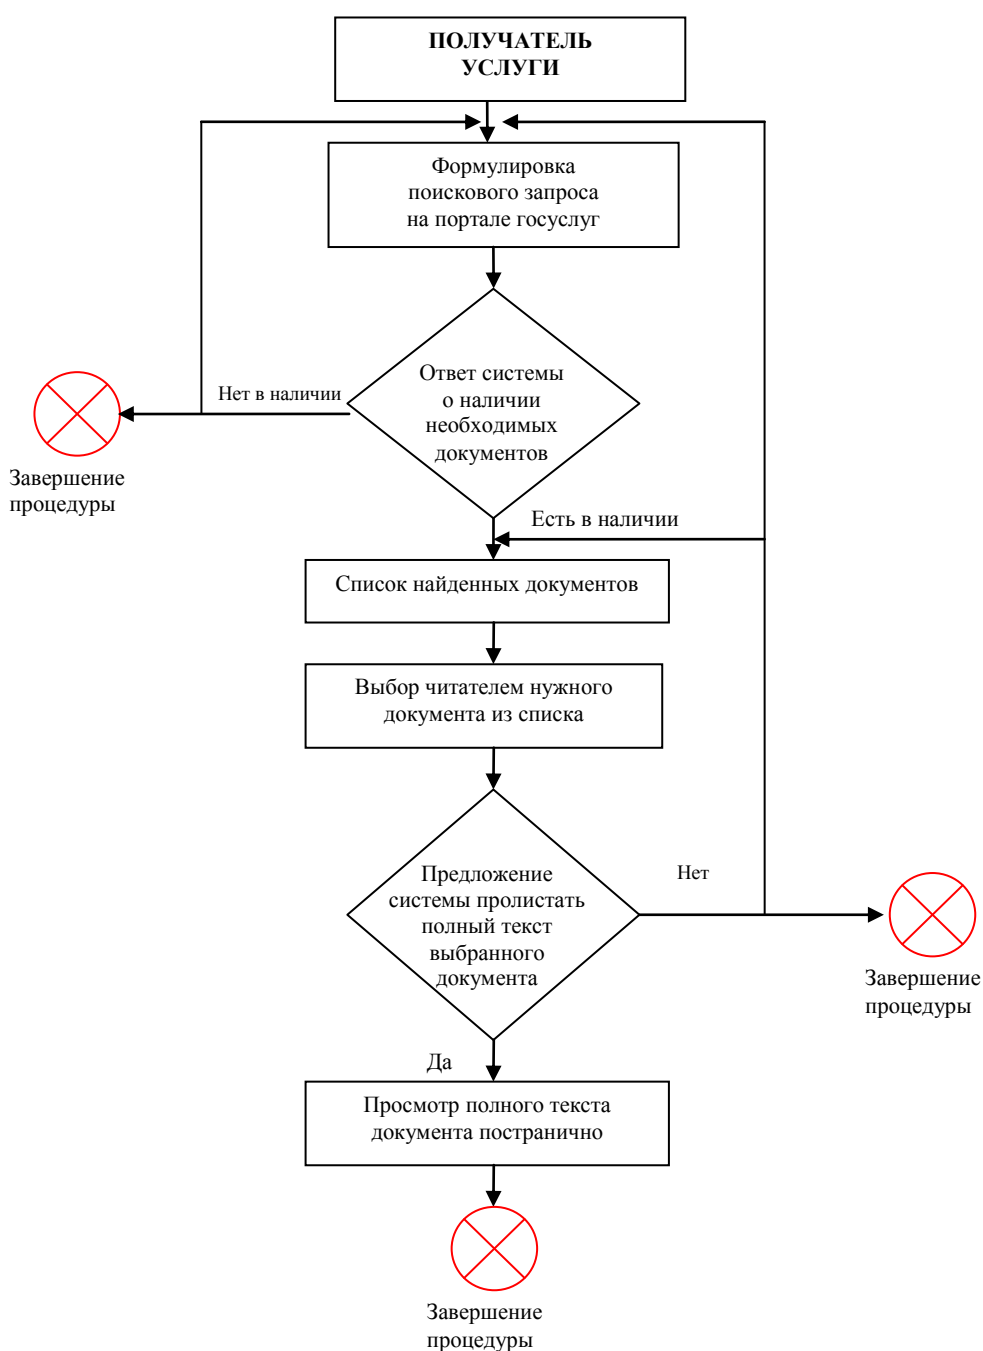 ПОЛУЧАТЕЛЬ
УСЛУГИ
Формулировка
поискового запроса
на портале госуслуг
Ответ системы
о наличии
необходимых
документов
Нет в наличии
Завершение
процедуры
Есть в наличии
Список найденных документов
Выбор читателем нужного
документа из списка
Предложение
системы пролистать
полный текст
выбранного
документа
Нет
Завершение
процедуры
Да
Просмотр полного текста
документа постранично
Завершение
процедуры